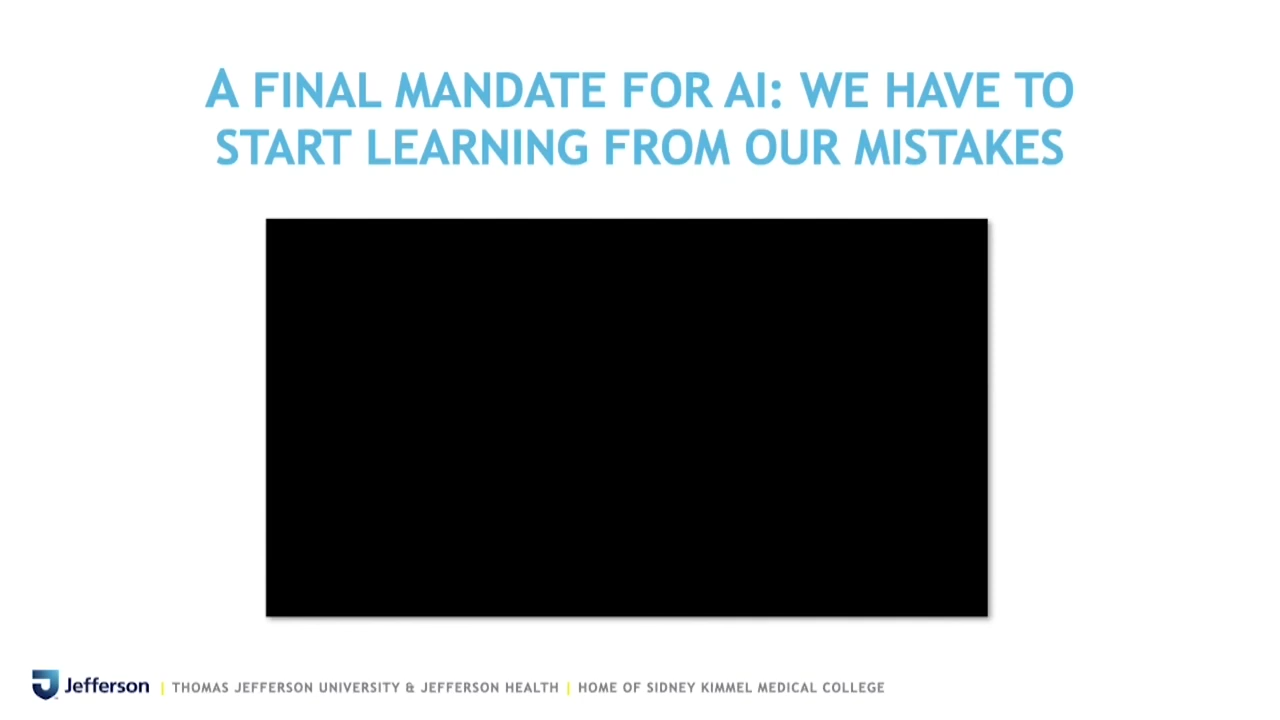 A FINAL MANDATE FOR AI: WE HAVE TO
START LEARNING FROM OUR MISTAKES
Jefferson | THOMAS JEFFERSON UNIVERSITY & JEFFERSON HEALTH | HOME OF SIDNEY KIMMEL MEDICAL COLLEGE